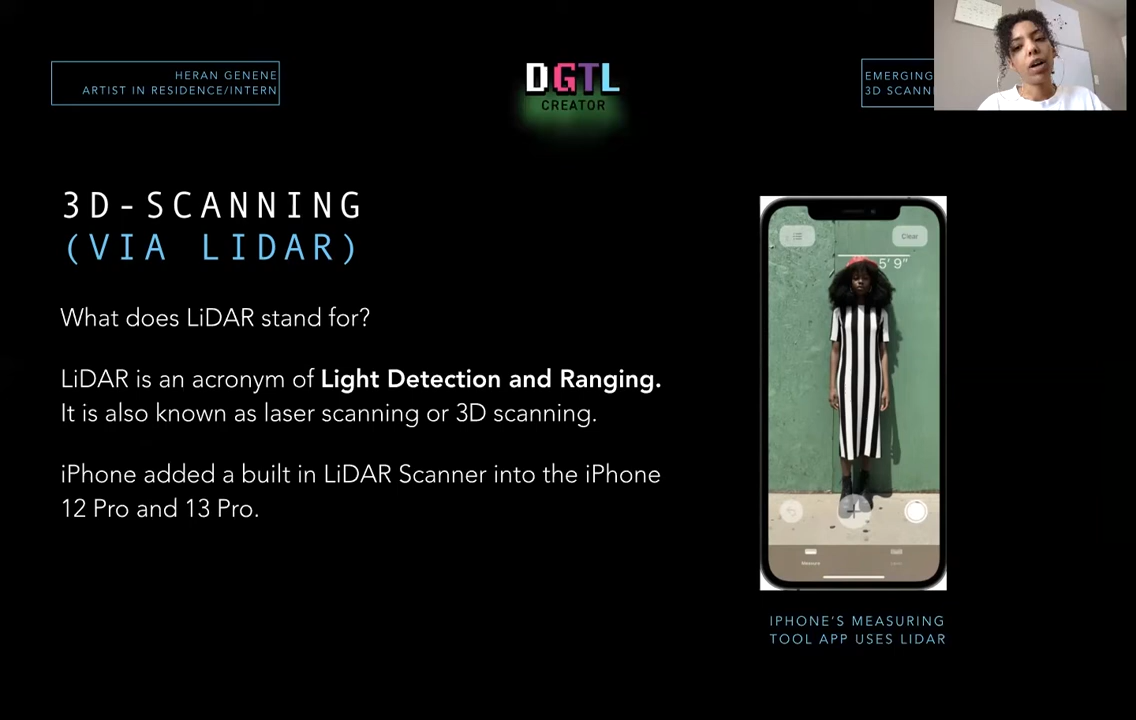 HERAN GENENE
ARTIST IN RESIDENCE/INTERN
DGTL
CREATOR
EMERGING
3D
3D-SCANNING
(VIA LIDAR)
What does LiDAR stand for?
LiDAR is an acronym of Light Detection and Ranging.
It is also known as laser scanning or 3D scanning.
iPhone added a built in LiDAR Scanner into the iPhone
12 Pro and 13 Pro.
Clear
5' 9"
Measure
IPHONE'S MEASURING
TOOL APP USES LIDAR